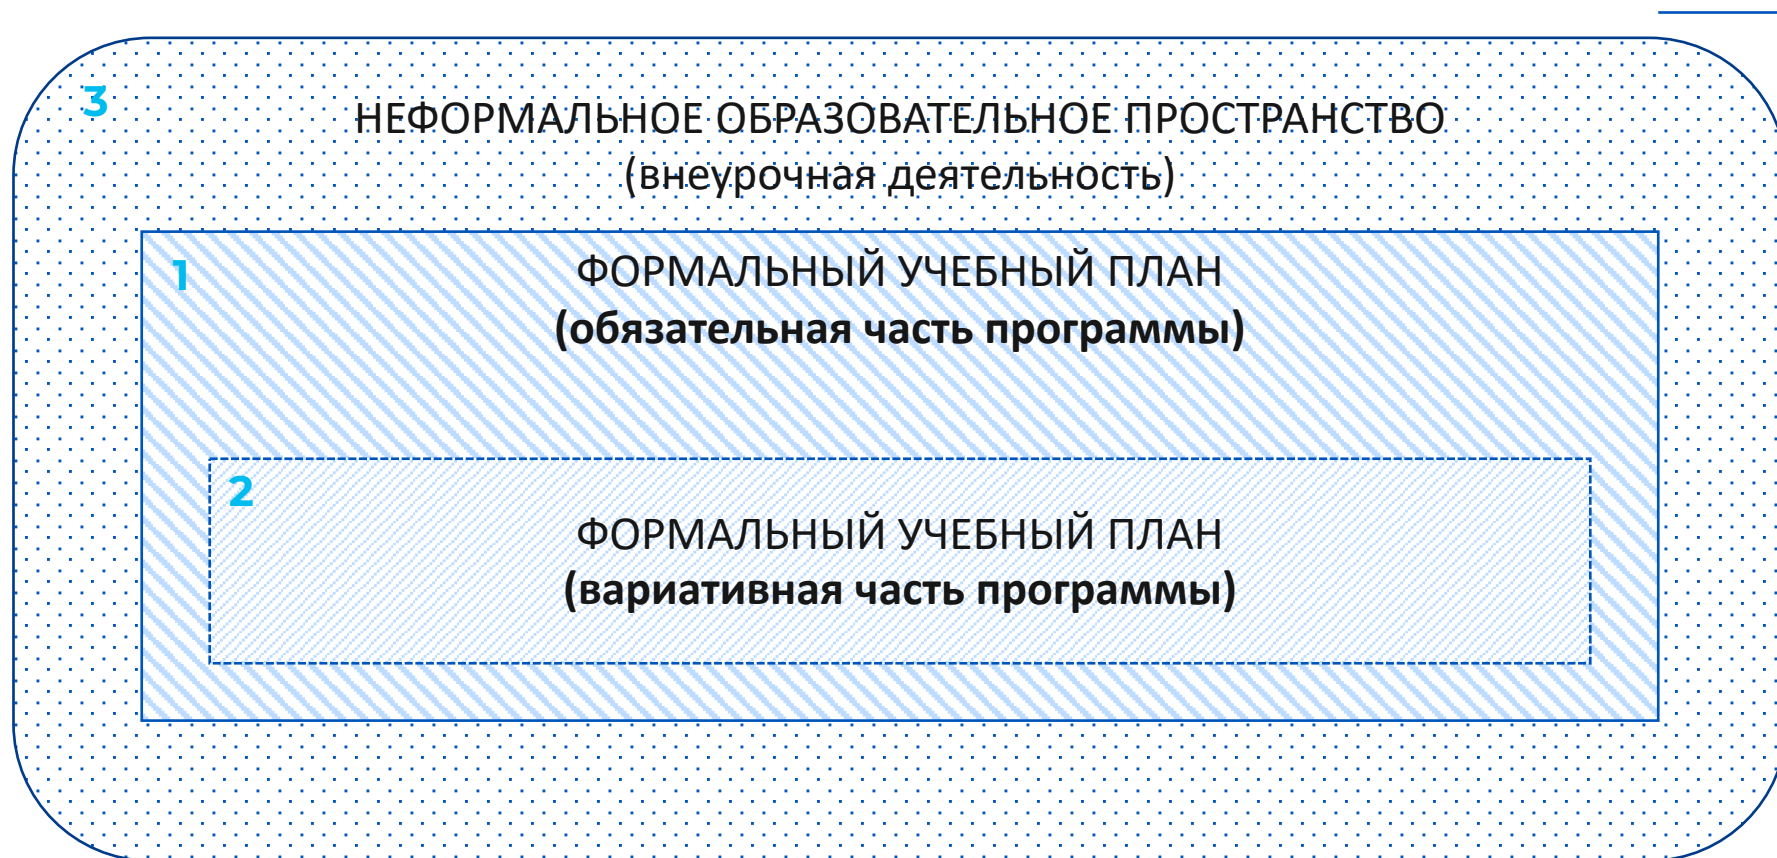 3
НЕФОРМАЛЬНОЕ ОБРАЗОВАТЕЛЬНОЕ ПРОСТРАНСТВО
(внеурочная деятельность)
1
ФОРМАЛЬНЫЙ УЧЕБНЫЙ ПЛАН
(обязательная часть программы)
2
ФОРМАЛЬНЫЙ УЧЕБНЫЙ ПЛАН
(вариативная часть программы)